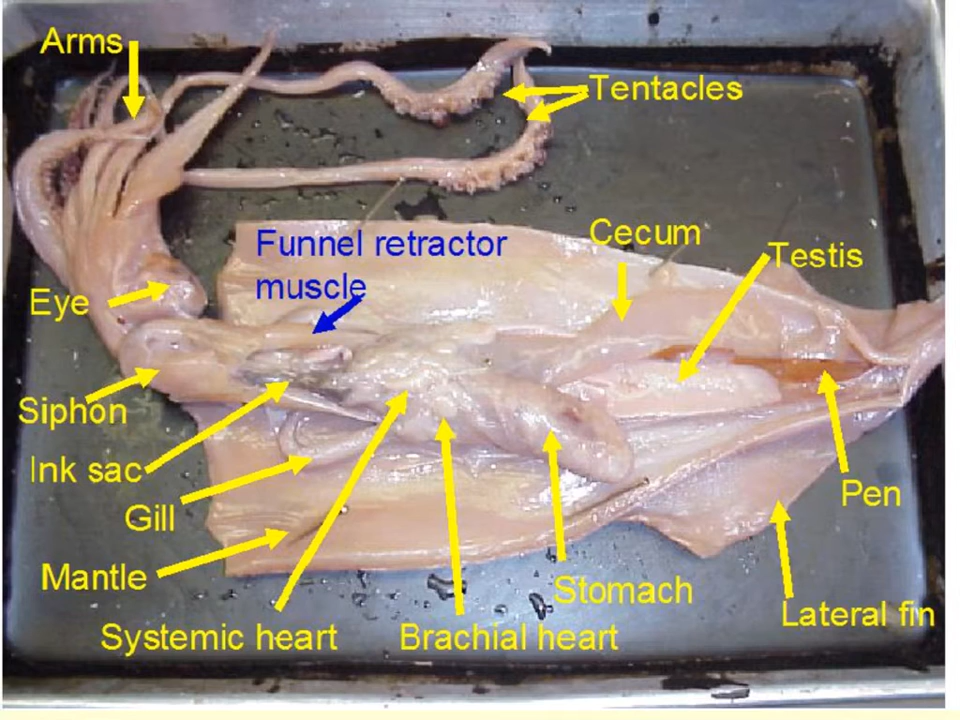 Arms
Tentacles
Cecum
Funnel retractor
muscle
Testis
Eye
Siphon
Ink sac
Pen
Gill
Mantle
Stomach
Lateral fin
Systemic heart
Brachial heart